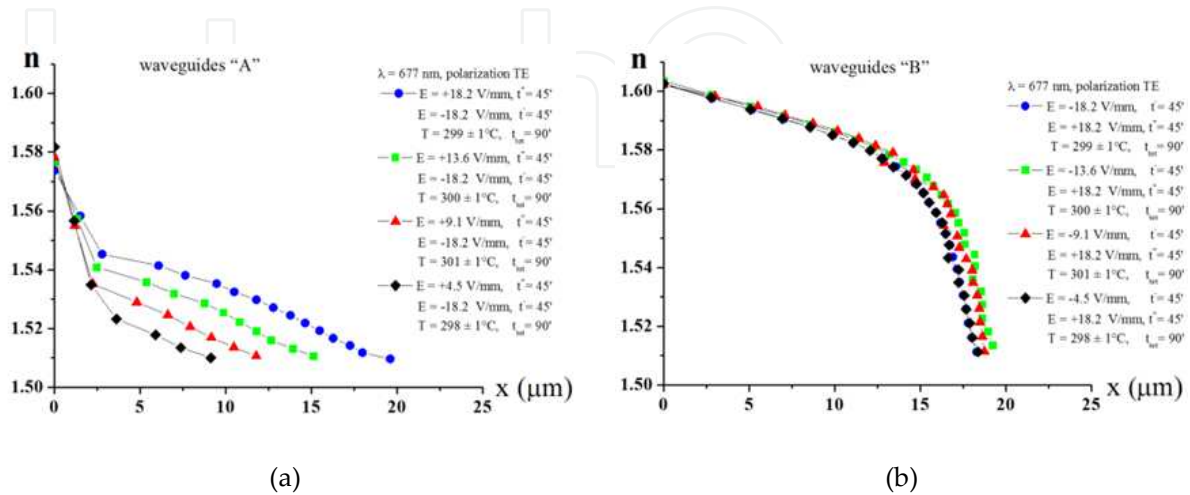 n
waveguides “A”
λ = 677 nm, polarization TE
E = +18.2 V/mm, t+= 45'
E = -18.2 V/mm, t-= 45'
T = 299 ± 1°C, ttot= 90'
E = +13.6 V/mm, t+= 45'
E = -18.2 V/mm, t-= 45'
T = 300 ± 1°C, ttot= 90'
E = +9.1 V/mm, t+= 45'
E = -18.2 V/mm, t-= 45'
T = 301 ± 1°C, ttot= 90'
E = +4.5 V/mm, t+= 45'
E = -18.2 V/mm, t-= 45'
T = 298 ± 1°C, ttot= 90'
1.60
1.58
1.56
1.54
1.52
1.50
0 5 10 15 20 25
x (μm)
(a)
n
waveguides “B”
λ = 677 nm, polarization TE
E = -18.2 V/mm, t-= 45'
E = +18.2 V/mm, t+= 45'
T = 299 ± 1°C, ttot= 90'
E = -13.6 V/mm, t-= 45'
E = +18.2 V/mm, t+= 45'
T = 300 ± 1°C, ttot= 90'
E = -9.1 V/mm, t-= 45'
E = +18.2 V/mm, t+= 45'
T = 301 ± 1°C, ttot= 90'
E = -4.5 V/mm, t-= 45'
E = +18.2 V/mm, t+= 45'
T = 298 ± 1°C, ttot= 90'
1.60
1.58
1.56
1.54
1.52
1.50
0 5 10 15 20 25
x (μm)
(b)